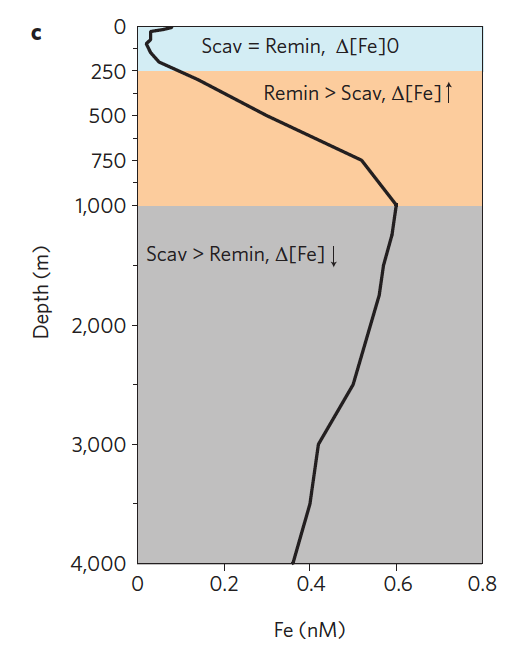 c
0
Scav = Remin, Δ[Fe]0
250
Remin > Scav, Δ[Fe]↑
500
750
1,000
Scav > Remin, Δ[Fe]↓
Depth (m)
2,000
3,000
4,000
0 0.2 0.4 0.6 0.8
Fe (nM)